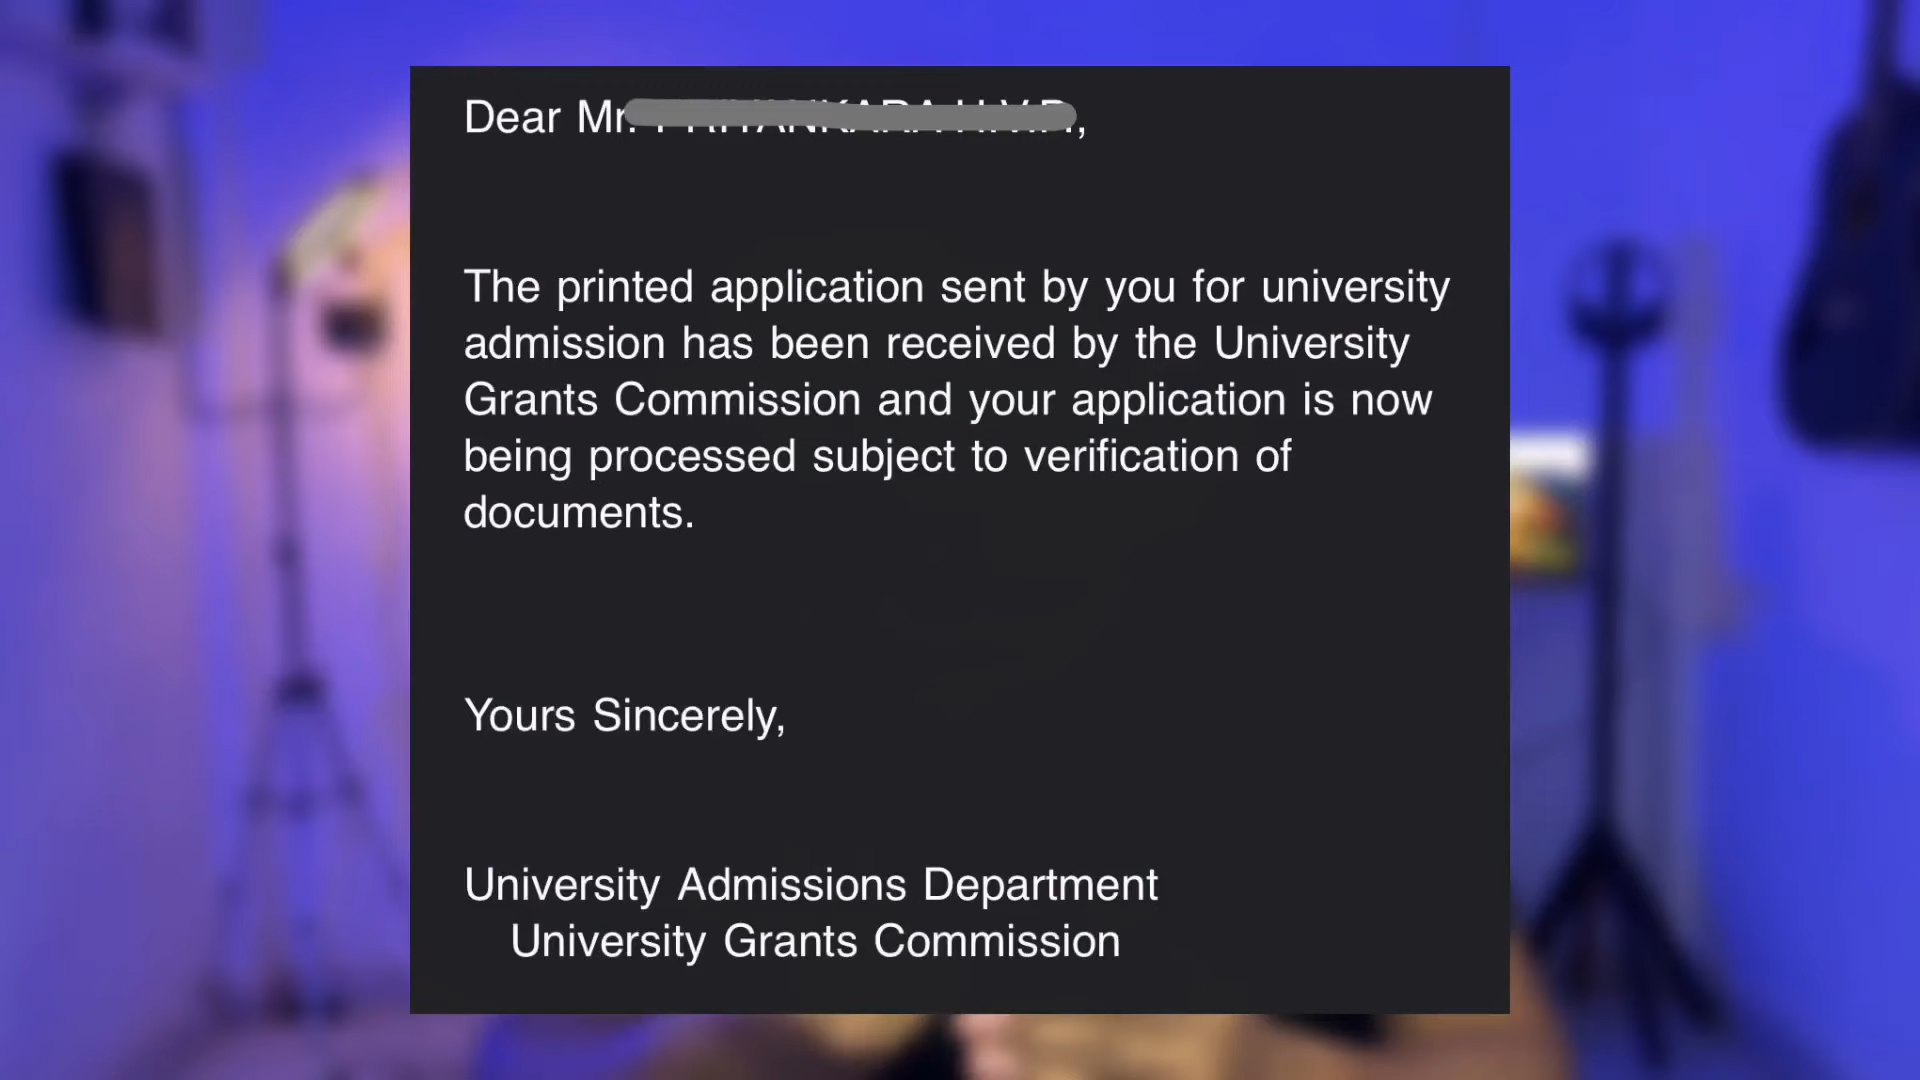 Dear Mr.
The printed application sent by you for university
admission has been received by the University
Grants Commission and your application is now
being processed subject to verification of
documents.
Yours Sincerely,
University Admissions Department
University Grants Commission